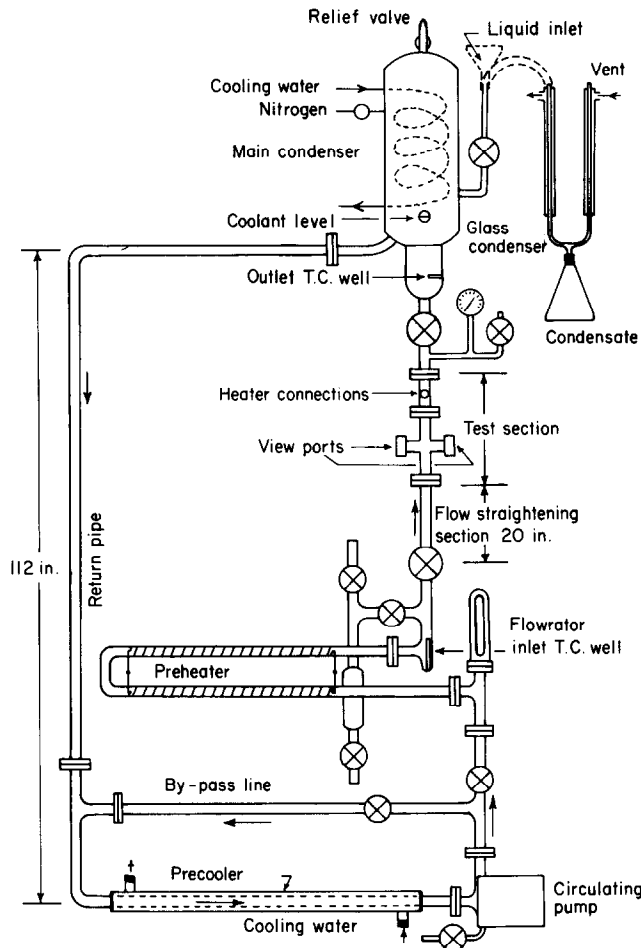 Relief valve
Liquid inlet
Cooling water
Vent
Nitrogen
Main condenser
Coolant level
Glass
condenser
Outlet T.C. well
Condensate
Heater connections
Test section
View ports
Flow straightening
section 20 in.
Return pipe
112 in.
Flowrator
inlet T.C. well
Preheater
By-pass line
Precooler
Circulating
pump
Cooling water